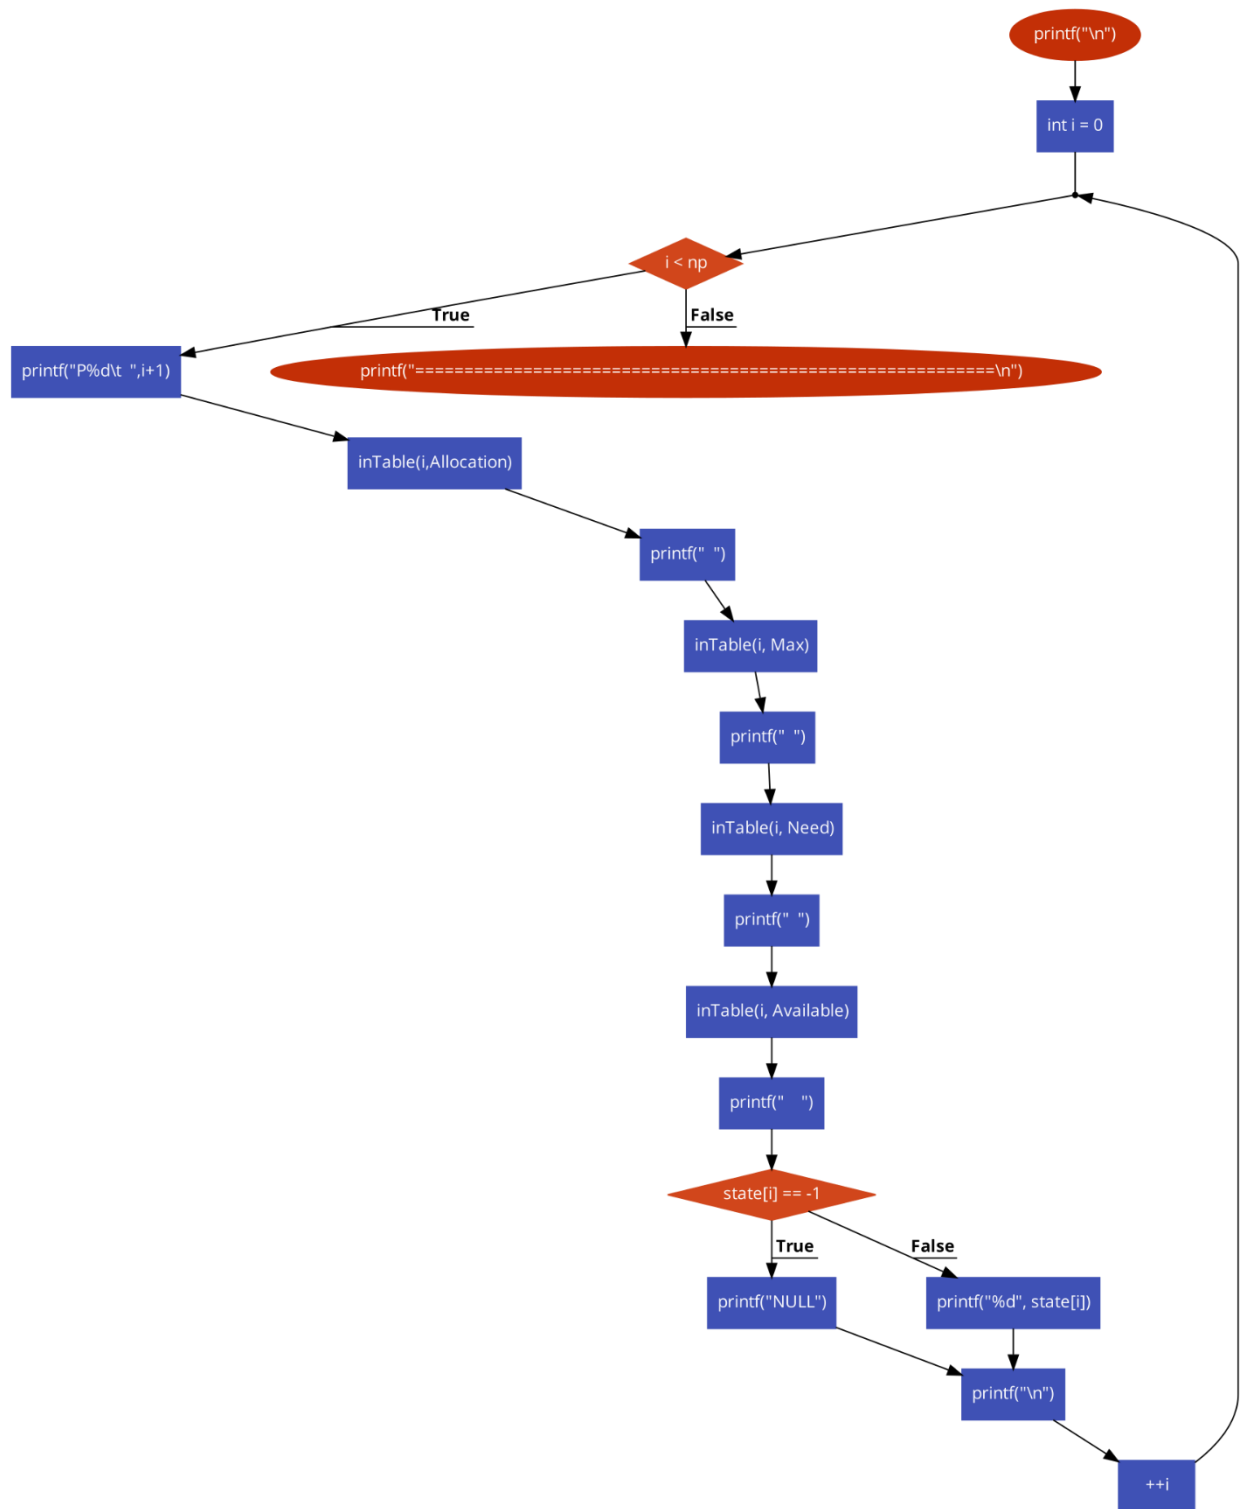 printf("\n")
int i = 0
i < np
True
False
printf("P%d\t  ",i+1)
printf("===========================================================\n")
inTable(i,Allocation)
printf("  ")
inTable(i, Max)
printf("  ")
inTable(i, Need)
printf("  ")
inTable(i, Available)
printf("    ")
state[i] == -1
True
False
printf("NULL")
printf("%d", state[i])
printf("\n")
++i